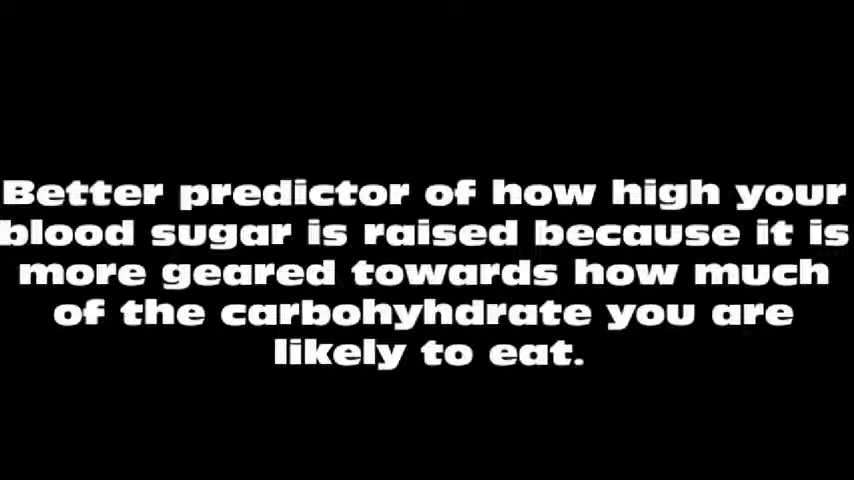 Better predictor of how high your
blood sugar is raised because it is
more geared towards how much
of the carbohyhdrate you are
likely to eat.